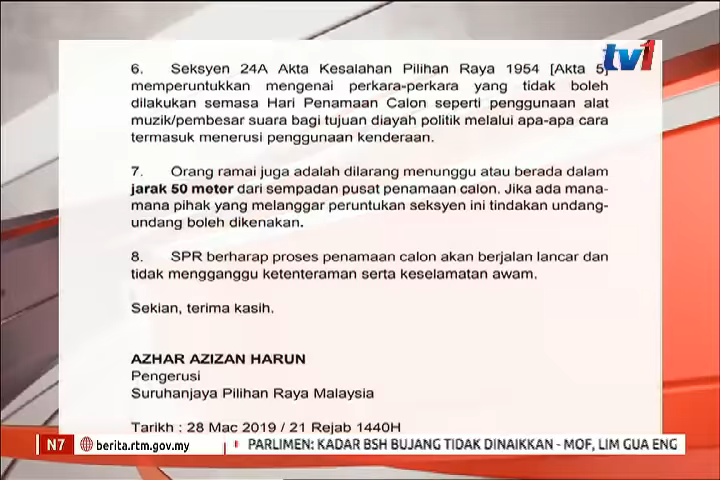 tv1
6. Seksyen 24A Akta Kesalahan Pilihan Raya 1954 [Akta 5]
memperuntukkan mengenai perkara-perkara yang tidak boleh
dilakukan semasa Hari Penamaan Calon seperti penggunaan alat
muzik/pembesar suara bagi tujuan diayah politik melalui apa-apa cara
termasuk menerusi penggunaan kenderaan.
7. Orang ramai juga adalah dilarang menunggu atau berada dalam
jarak 50 meter dari sempadan pusat penamaan calon. Jika ada mana-
mana pihak yang melanggar peruntukan seksyen ini tindakan undang-
undang boleh dikenakan.
8. SPR berharap proses penamaan calon akan berjalan lancar dan
tidak mengganggu ketenteraman serta keselamatan awam.
Sekian, terima kasih.
AZHAR AZIZAN HARUN
Pengerusi
Suruhanjaya Pilihan Raya Malaysia
Tarikh : 28 Mac 2019 / 21 Rejab 1440H
N7 berita.rtm.gov.my PARLIMEN: KADAR BSH BUJANG TIDAK DINAIKKAN - MOF, LIM GUA ENG